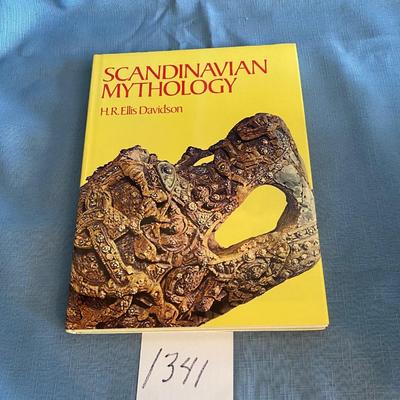 SCANDINAVIAN
MYTHOLOGY
H.R. Ellis Davidson
1341